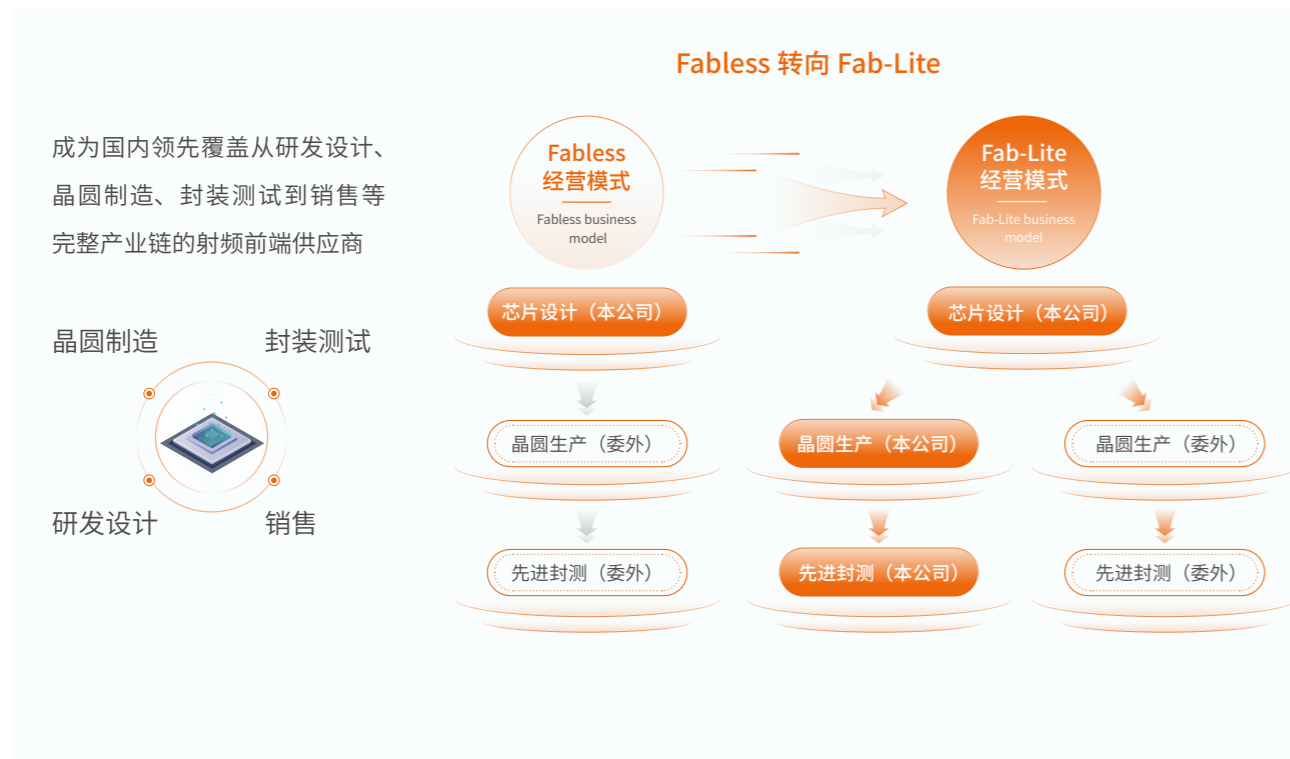 Fabless 转向 Fab-Lite
成为国内领先覆盖从研发设计、
晶圆制造、封装测试到销售等
完整产业链的射频前端供应商
晶圆制造
封装测试
研发设计
销售
Fabless
经营模式
Fabless business
model
Fab-Lite
经营模式
Fab-Lite business
model
芯片设计（本公司）
芯片设计（本公司）
晶圆生产（委外）
晶圆生产（本公司）
晶圆生产（委外）
先进封测（委外）
先进封测（本公司）
先进封测（委外）